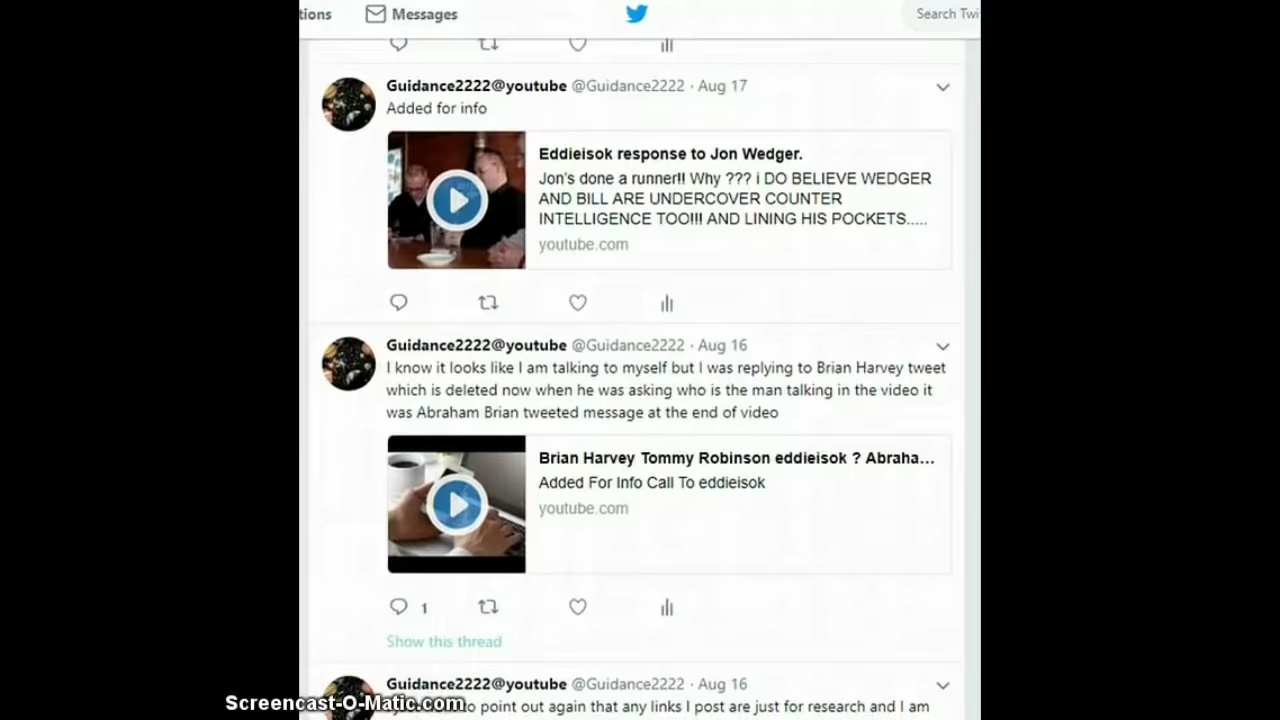 tions Messages Search Twi
Guidance2222@youtube @Guidance2222 · Aug 17
Added for info
Eddieisok response to Jon Wedger.
Jon's done a runner!! Why ??? i DO BELIEVE WEDGER
AND BILL ARE UNDERCOVER COUNTER
INTELLIGENCE TOO!!! AND LINING HIS POCKETS.....
youtube.com
Guidance2222@youtube @Guidance2222 · Aug 16
I know it looks like I am talking to myself but I was replying to Brian Harvey tweet
which is deleted now when he was asking who is the man talking in the video it
was Abraham Brian tweeted message at the end of video
Brian Harvey Tommy Robinson eddieisok ? Abraha...
Added For Info Call To eddieisok
youtube.com
1
Show this thread
Guidance2222@youtube @Guidance2222 · Aug 16
to point out again that any links I post are just for research and I am
Screencast-O-Matic.com